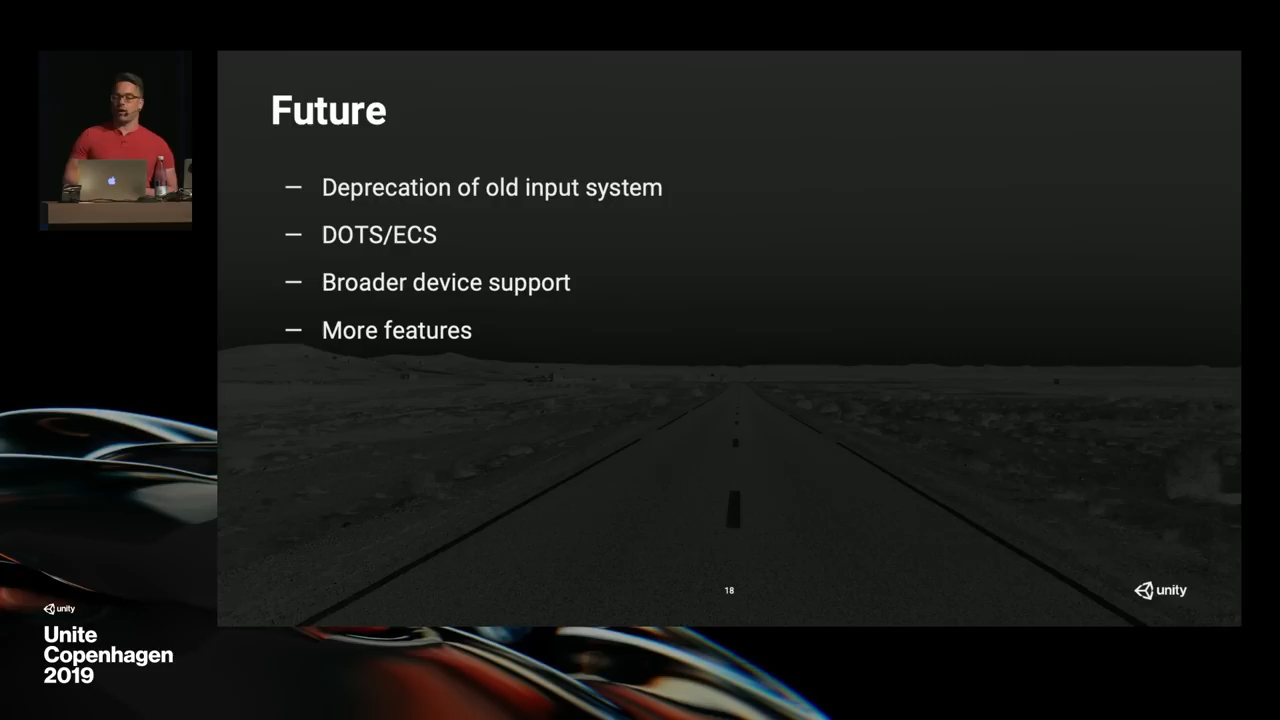 Future
— Deprecation of old input system
— DOTS/ECS
— Broader device support
— More features
18
unity
unity
Unite
Copenhagen
2019